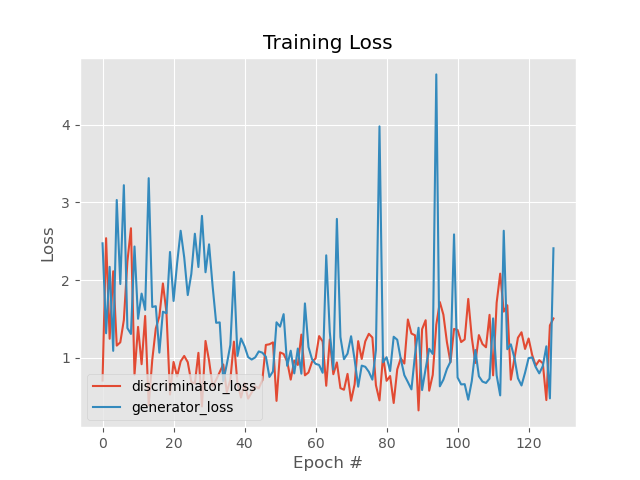 Training Loss
Loss
4
3
2
1
discriminator_loss
generator_loss
0 20 40 60 80 100 120
Epoch #